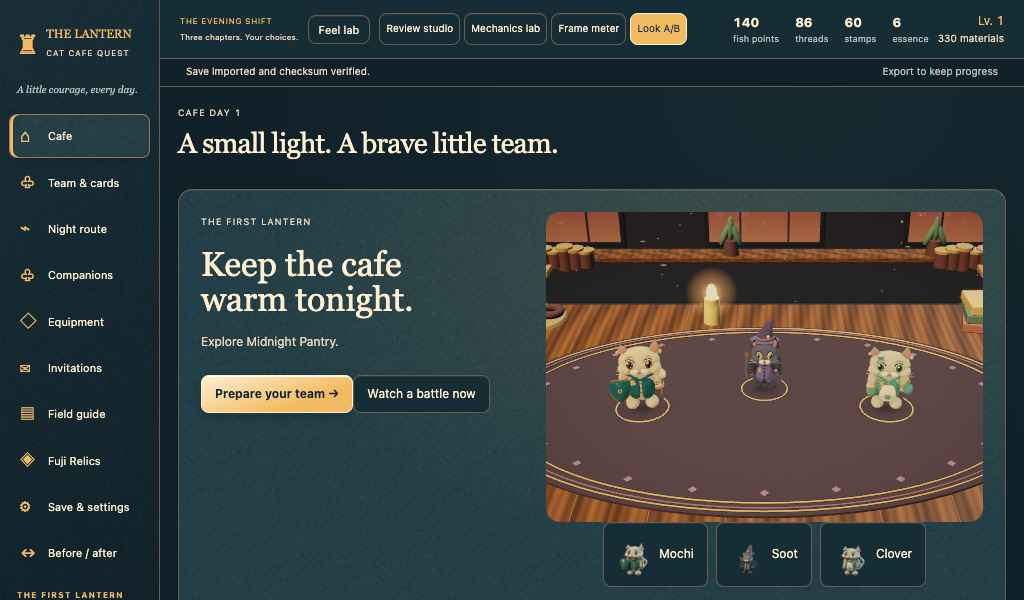 THE LANTERN
CAT CAFE QUEST
A little courage, every day.
Cafe
Team & cards
Night route
Companions
Equipment
Invitations
Field guide
Fuji Relics
Save & settings
Before / after
THE FIRST LANTERN
THE EVENING SHIFT
Three chapters. Your choices.
Feel lab
Review studio
Mechanics lab
Frame meter
Look A/B
140
fish points
86
threads
60
stamps
6
essence
Lv. 1
330 materials
Save imported and checksum verified.
Export to keep progress
CAFE DAY 1
A small light. A brave little team.
THE FIRST LANTERN
Keep the cafe
warm tonight.
Explore Midnight Pantry.
Prepare your team →
Watch a battle now
Mochi
Soot
Clover